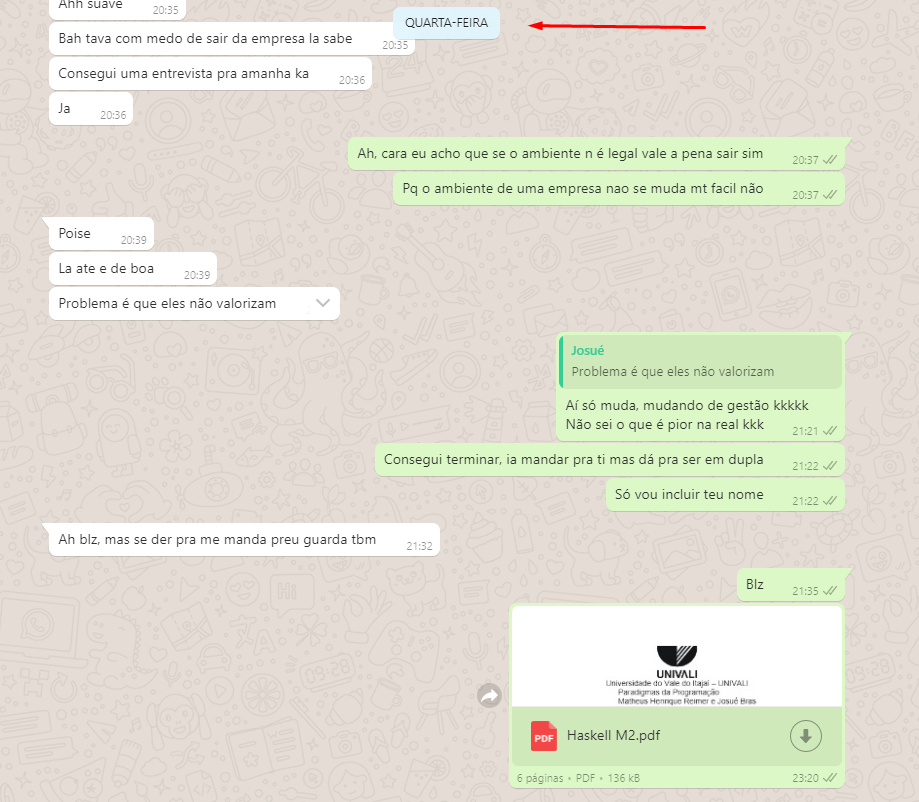 Ahh suave
20:35
QUARTA-FEIRA
Bah tava com medo de sair da empresa la sabe
20:35
Consegui uma entrevista pra amanha ka
20:36
Ja
20:36
Ah, cara eu acho que se o ambiente n é legal vale a pena sair sim
20:37
Pq o ambiente de uma empresa nao se muda mt facil não
20:37
Poise
20:39
La ate e de boa
20:39
Problema é que eles não valorizam
Josué
Problema é que eles não valorizam
Aí só muda, mudando de gestão kkkkk
Não sei o que é pior na real kkk
21:21
Consegui terminar, ia mandar pra ti mas dá pra ser em dupla
21:22
Só vou incluir teu nome
21:22
Ah blz, mas se der pra me manda preu guarda tbm
21:32
Blz
21:35
UNIVALI
Universidade do Vale do Itajaí – UNIVALI
Paradigmas da Programação
Matheus Henrique Reimer e Josué Bras
PDF
Haskell M2.pdf
6 páginas • PDF • 136 kB
23:20